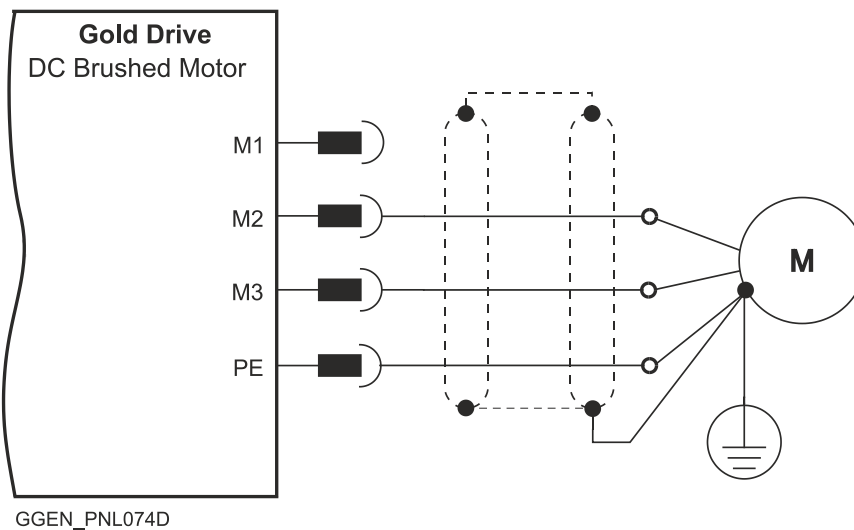 Gold Drive
DC Brushed Motor
M1
M2
M3
PE
M
GGEN_PNL074D